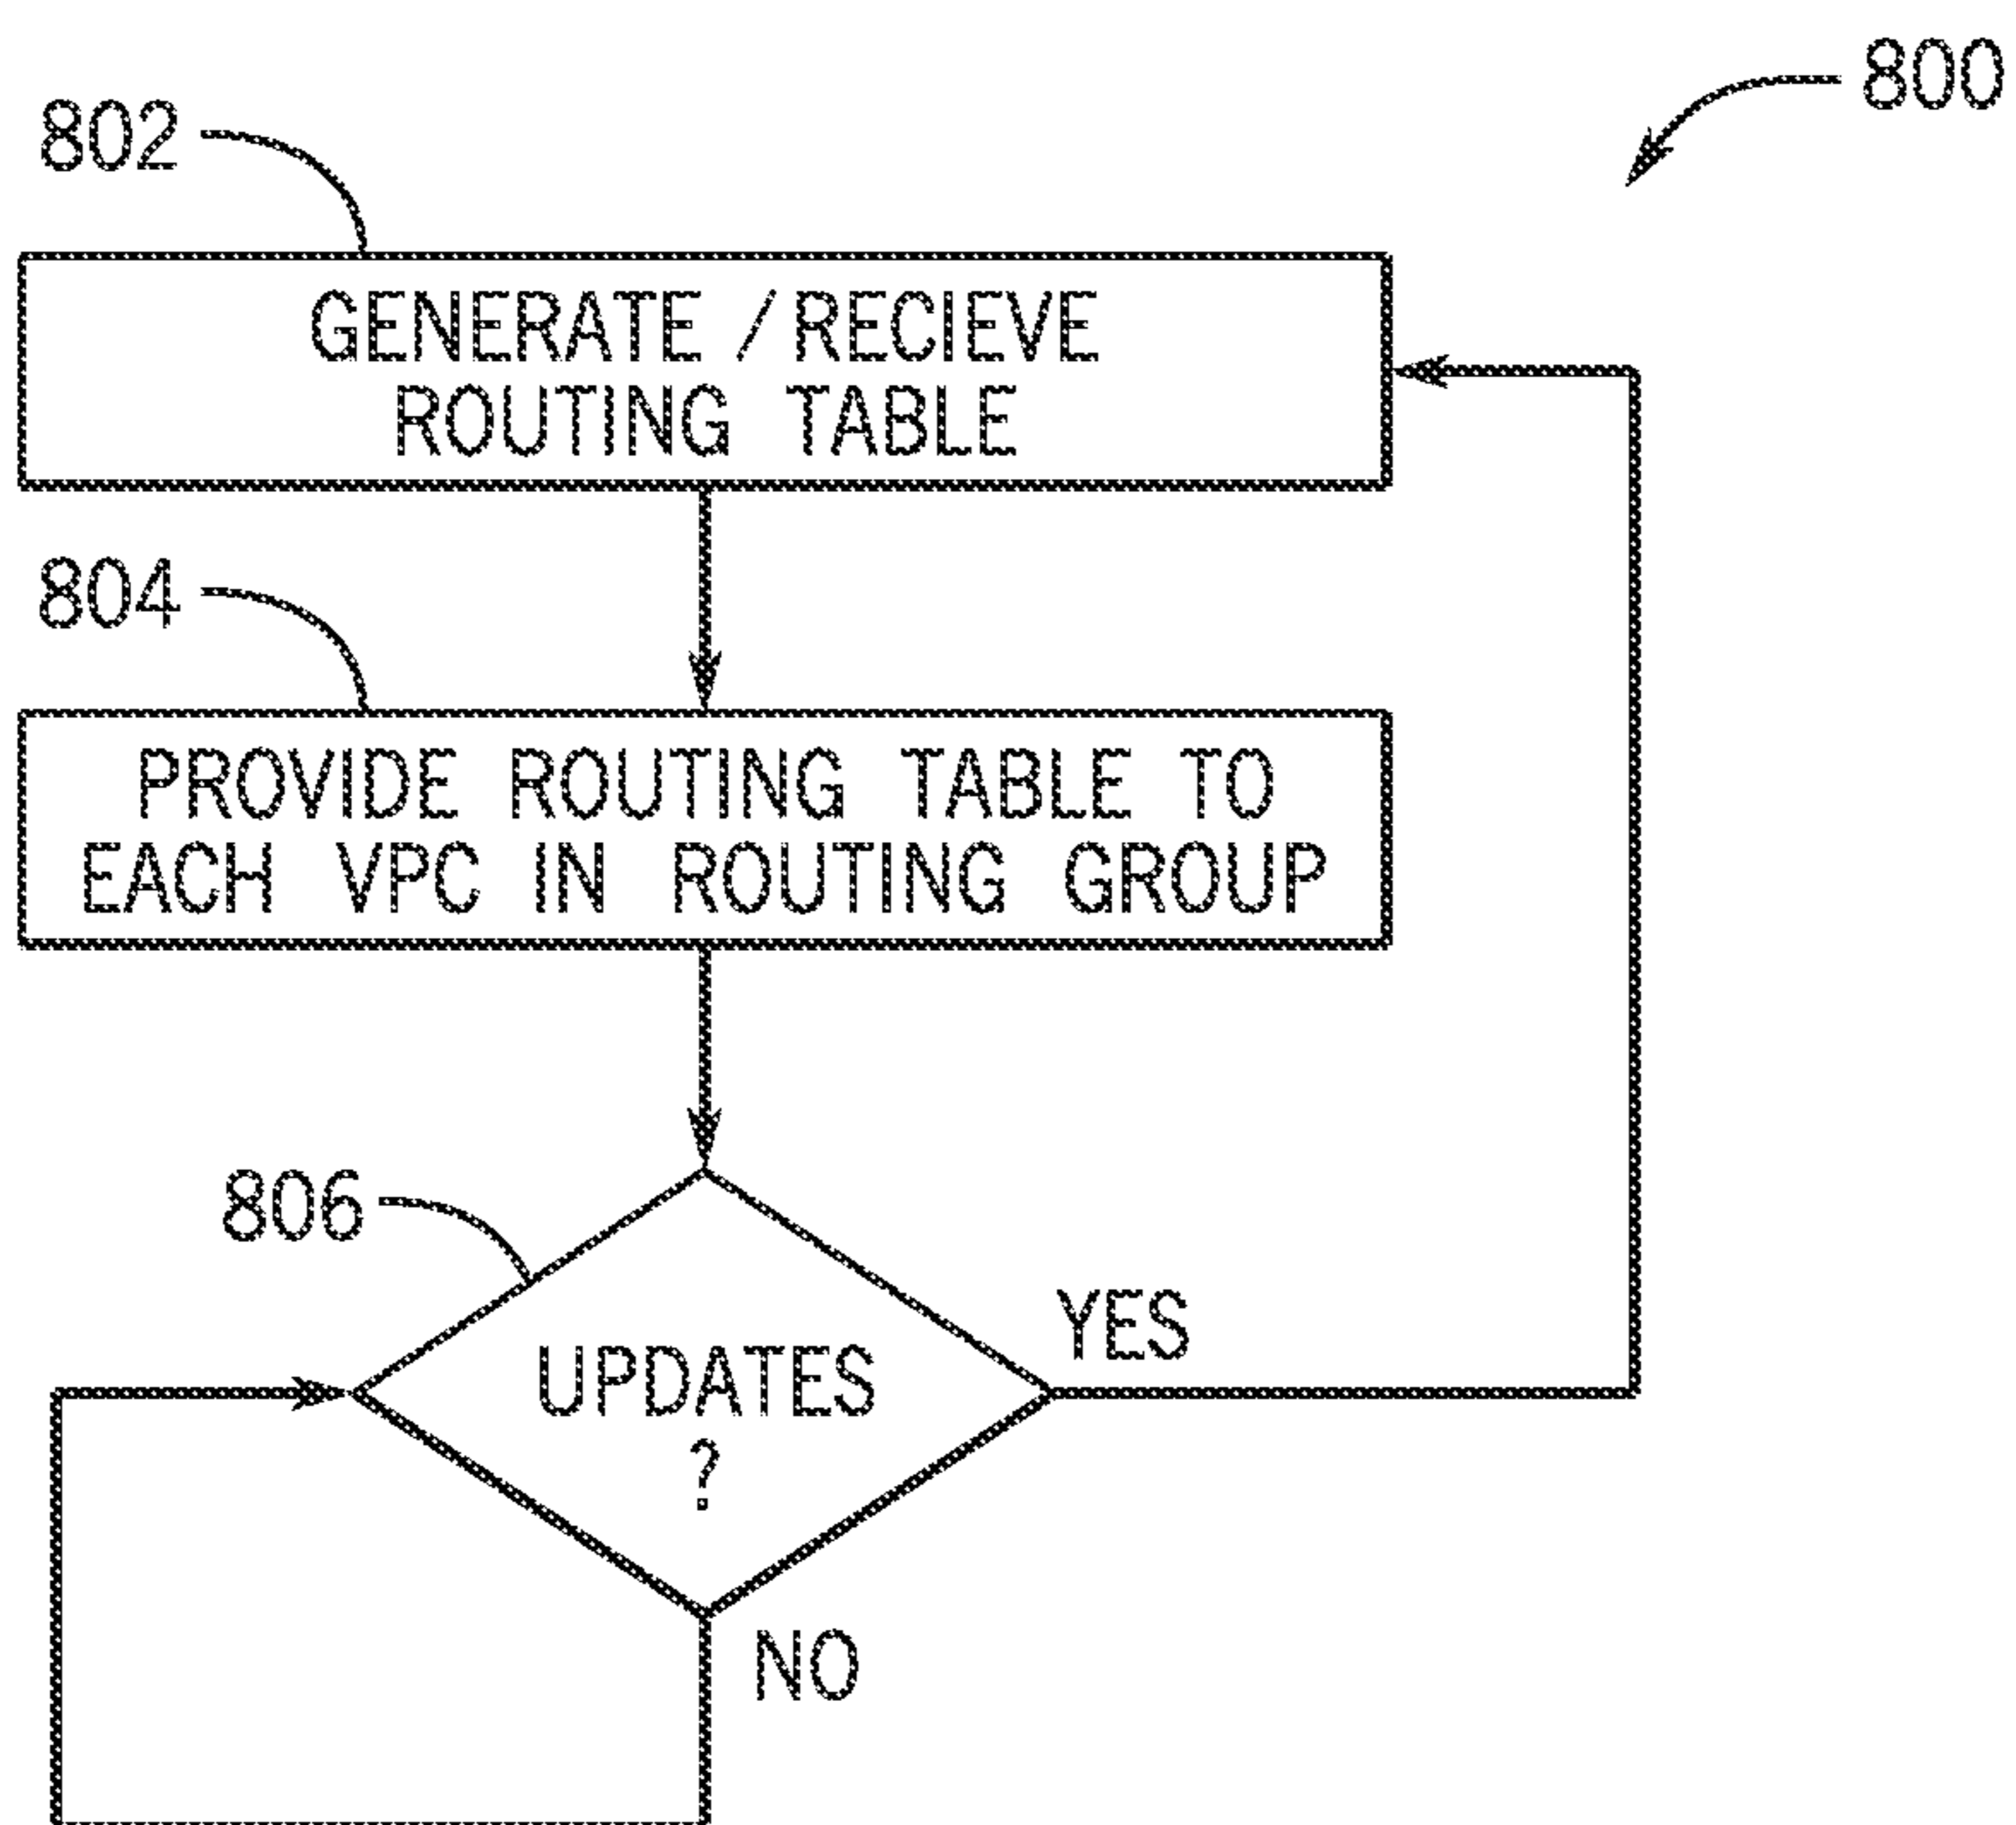 800
802
GENERATE / RECIEVE
ROUTING TABLE
804
PROVIDE ROUTING TABLE TO
EACH VPC IN ROUTING GROUP
806
UPDATES
?
YES
NO